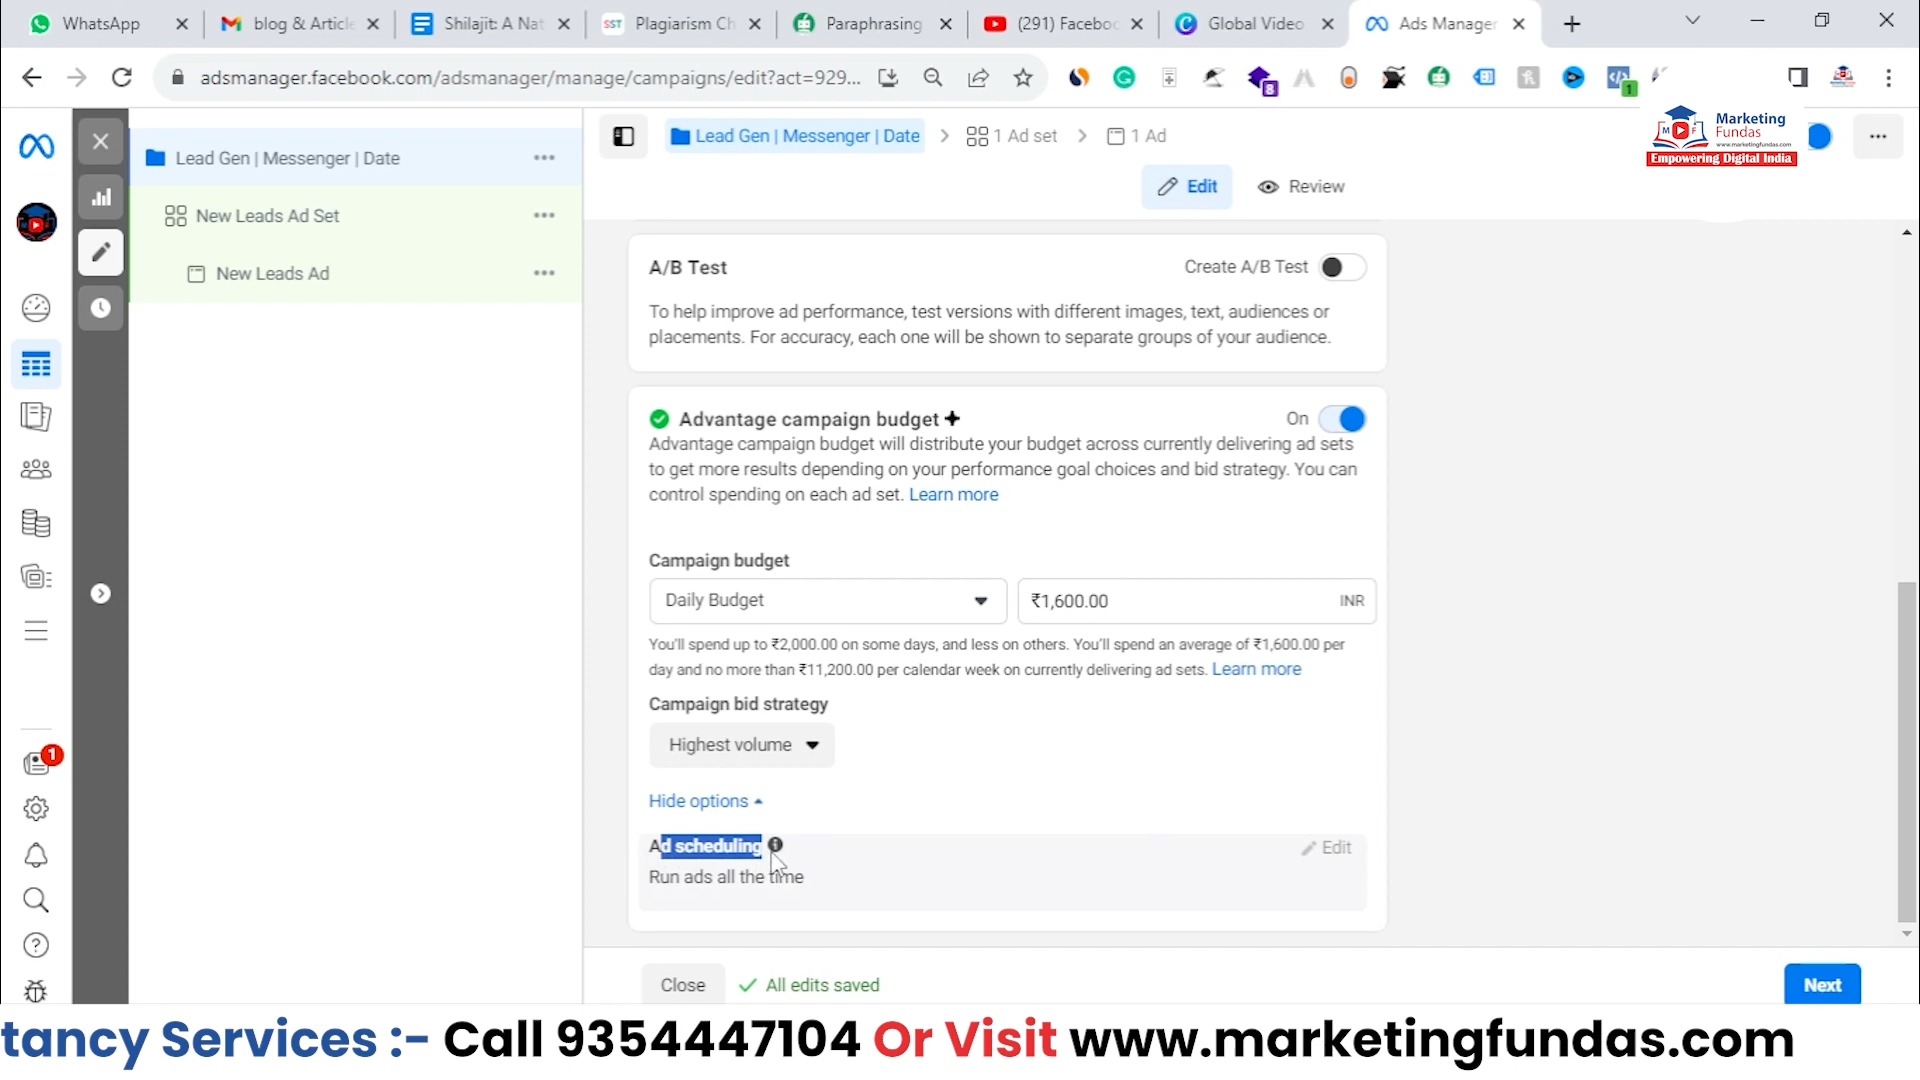 WhatsApp
blog & Article
Shilajit: A Nat
SST Plagiarism Ch
Paraphrasing
(291) Faceboo
Global Video
Ads Manager
adsmanager.facebook.com/adsmanager/manage/campaigns/edit?act=929...
8
1
Marketing
Fundas
www.marketingfundas.com
Empowering Digital India
Lead Gen | Messenger | Date
New Leads Ad Set
New Leads Ad
Lead Gen | Messenger | Date
1 Ad set
1 Ad
Edit
Review
A/B Test
Create A/B Test
To help improve ad performance, test versions with different images, text, audiences or
placements. For accuracy, each one will be shown to separate groups of your audience.
Advantage campaign budget
On
Advantage campaign budget will distribute your budget across currently delivering ad sets
to get more results depending on your performance goal choices and bid strategy. You can
control spending on each ad set. Learn more
Campaign budget
Daily Budget
₹1,600.00 INR
You'll spend up to ₹2,000.00 on some days, and less on others. You'll spend an average of ₹1,600.00 per
day and no more than ₹11,200.00 per calendar week on currently delivering ad sets. Learn more
Campaign bid strategy
Highest volume
Hide options
Ad scheduling
Edit
Run ads all the time
1
Close
All edits saved
Next
tancy Services :- Call 9354447104 Or Visit www.marketingfundas.com